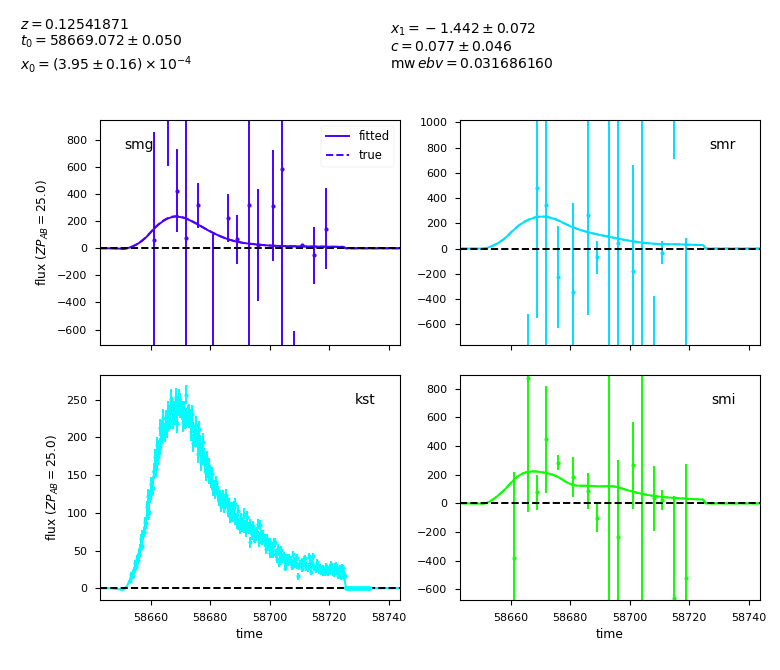 z = 0.12541871
t₀ = 58669.072 ± 0.050
x₀ = (3.95 ± 0.16) × 10⁻⁴
x₁ = −1.442 ± 0.072
c = 0.077 ± 0.046
mw ebv = 0.031686160
smg
fitted
true
800
600
400
200
0
−200
−400
−600
flux (ZP_AB = 25.0)
smr
1000
800
600
400
200
0
−200
−400
−600
kst
250
200
150
100
50
0
flux (ZP_AB = 25.0)
58660 58680 58700 58720 58740
time
smi
800
600
400
200
0
−200
−400
−600
58660 58680 58700 58720 58740
time